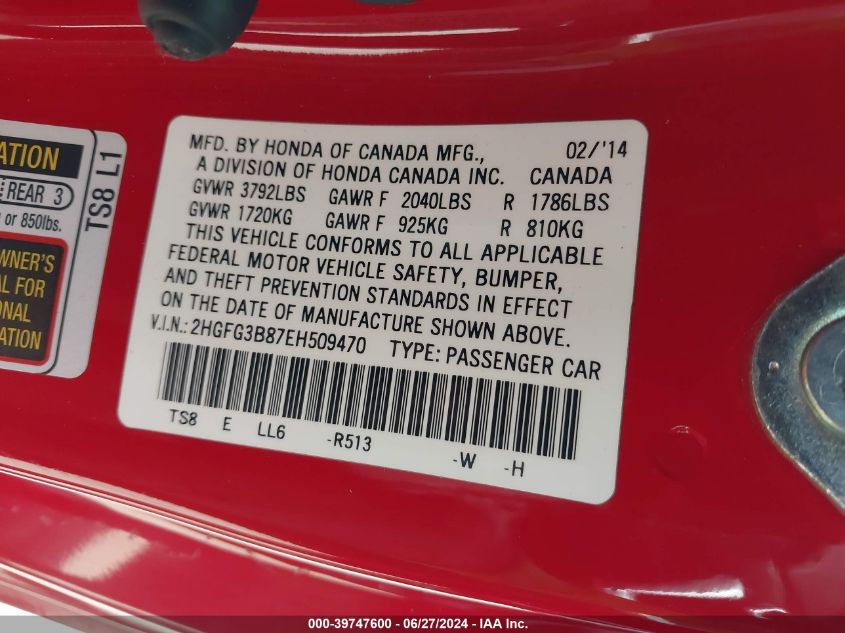 ATION
REAR 3
or 850lbs.
TS8 L1
WNER'S
AL FOR
ONAL
ATION
MFD. BY HONDA OF CANADA MFG., 02/'14
A DIVISION OF HONDA CANADA INC. CANADA
GVWR 3792LBS GAWR F 2040LBS R 1786LBS
GVWR 1720KG GAWR F 925KG R 810KG
THIS VEHICLE CONFORMS TO ALL APPLICABLE
FEDERAL MOTOR VEHICLE SAFETY, BUMPER,
AND THEFT PREVENTION STANDARDS IN EFFECT
ON THE DATE OF MANUFACTURE SHOWN ABOVE.
V.I.N.: 2HGFG3B87EH509470 TYPE: PASSENGER CAR
TS8 E LL6 -R513 -W -H
000-39747600 - 06/27/2024 - IAA Inc.